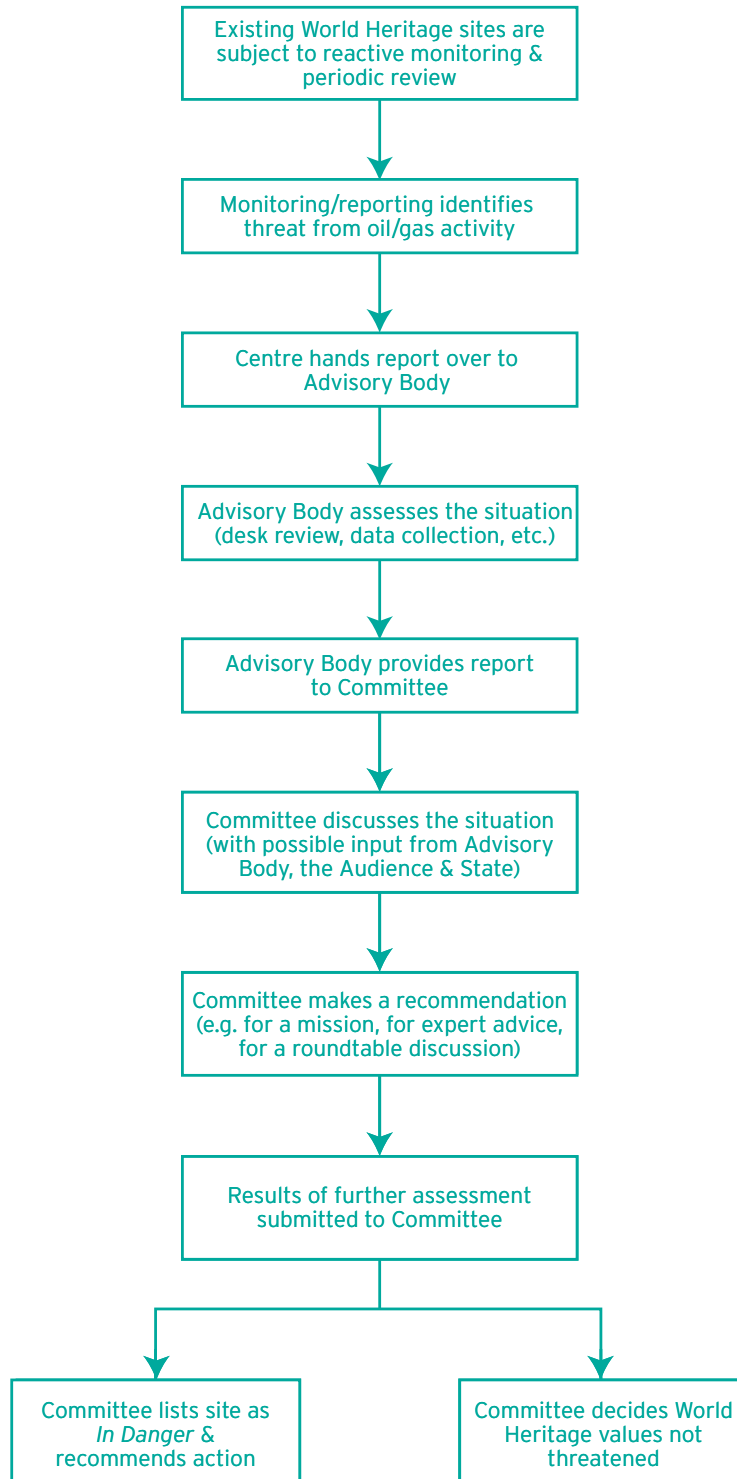 Existing World Heritage sites are
subject to reactive monitoring &
periodic review
Monitoring/reporting identifies
threat from oil/gas activity
Centre hands report over to
Advisory Body
Advisory Body assesses the situation
(desk review, data collection, etc.)
Advisory Body provides report
to Committee
Committee discusses the situation
(with possible input from Advisory
Body, the Audience & State)
Committee makes a recommendation
(e.g. for a mission, for expert advice,
for a roundtable discussion)
Results of further assessment
submitted to Committee
Committee lists site as
In Danger &
recommends action
Committee decides World
Heritage values not
threatened